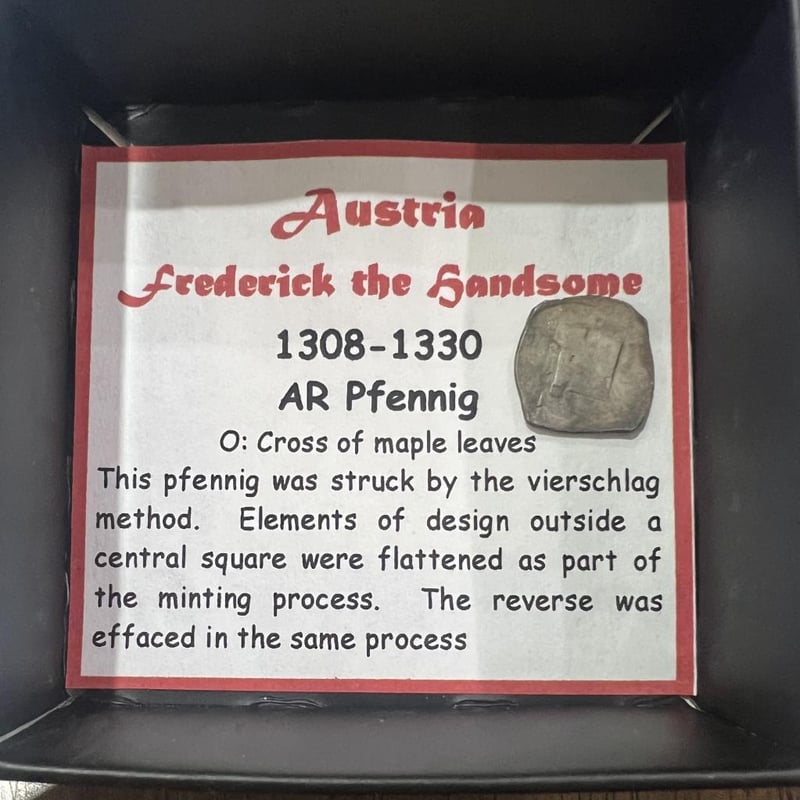 Austria
Frederick the Handsome
1308-1330
AR Pfennig
O: Cross of maple leaves
This pfennig was struck by the vierschlag
method. Elements of design outside a
central square were flattened as part of
the minting process. The reverse was
effaced in the same process